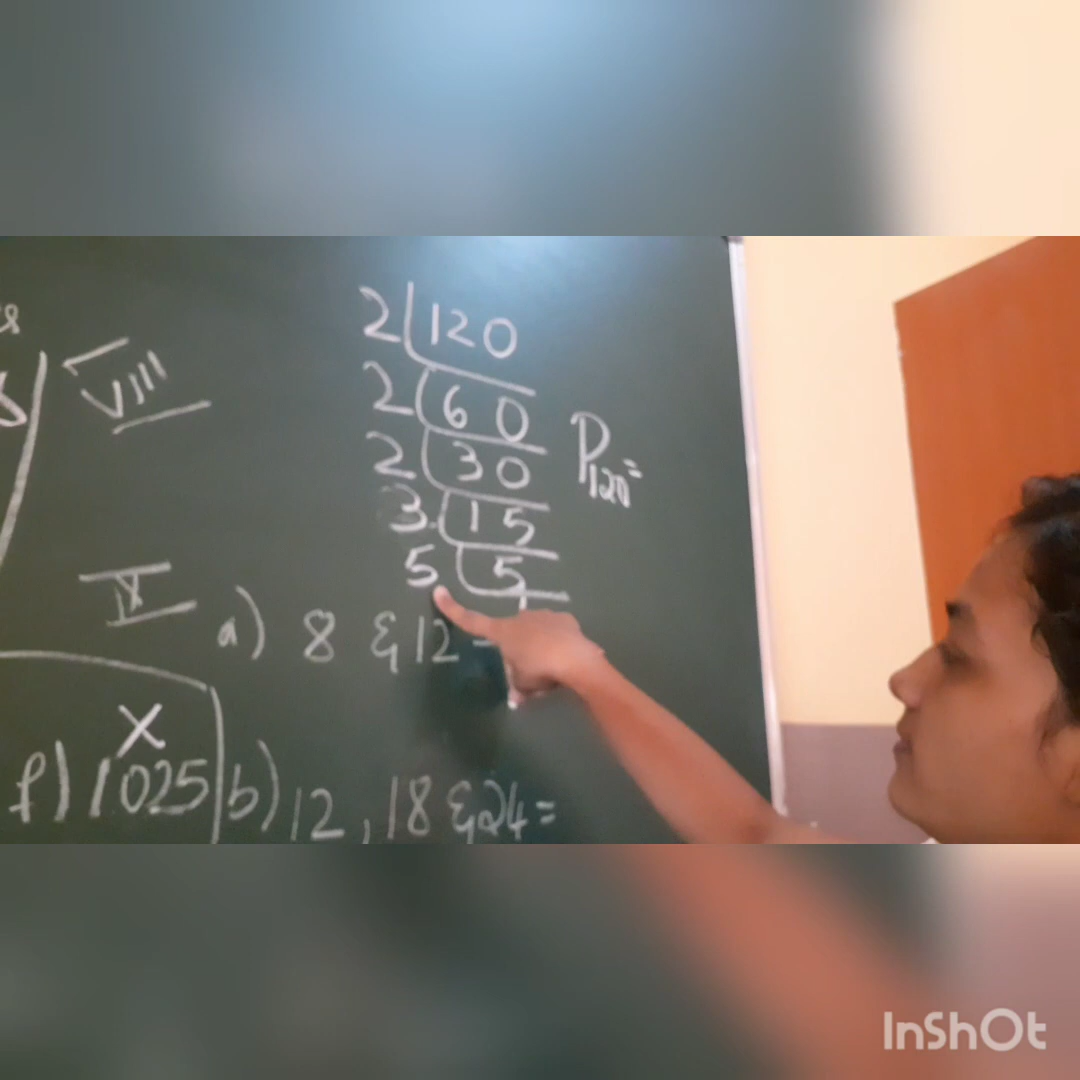 VIII
2 120
2 60
2 30
3 15
5 5
P120=
IX
a) 8 & 12 -
X
f) 1025
b) 12, 18 & 24 =
InShOt